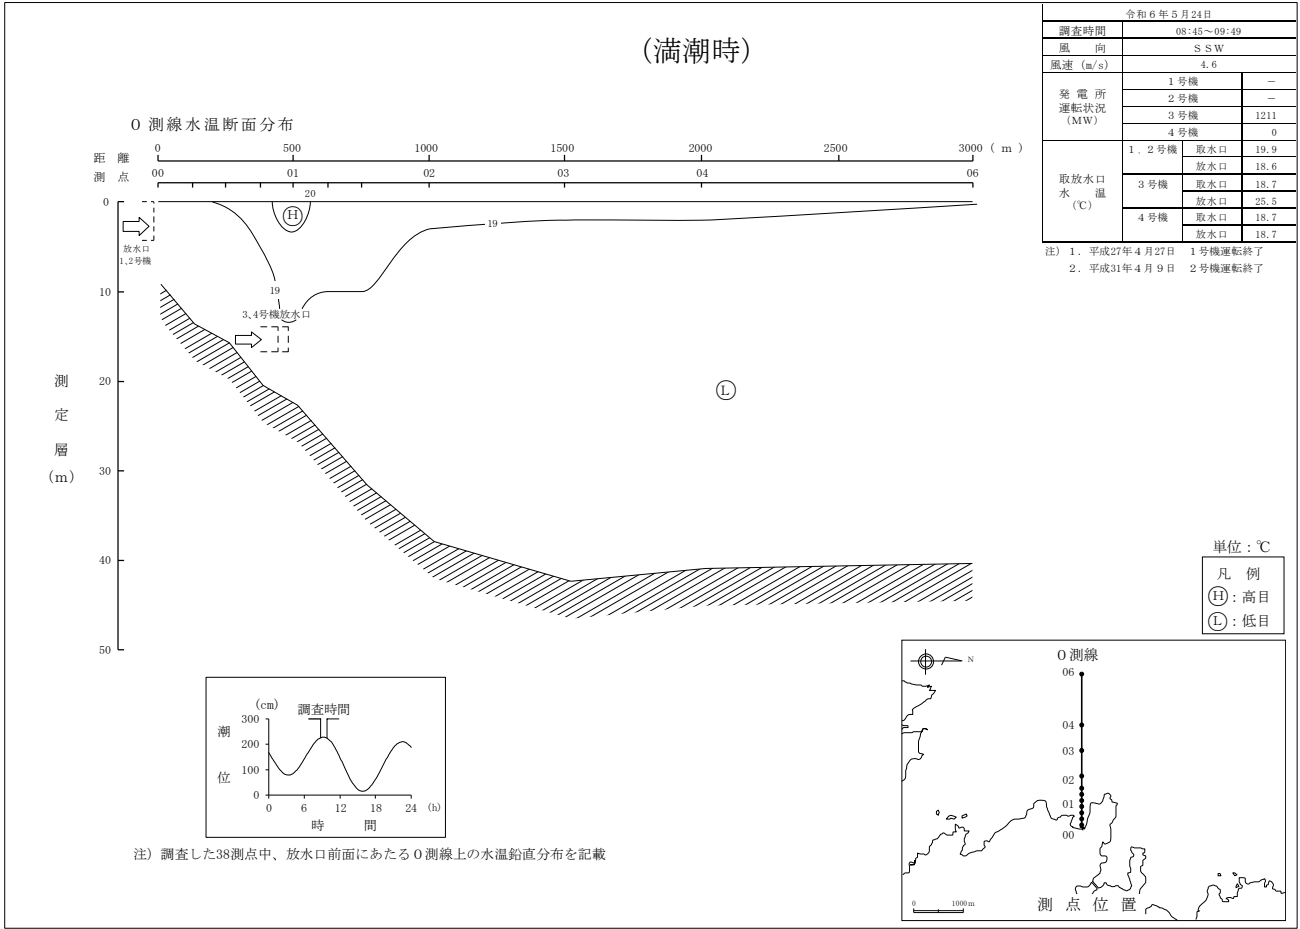 (満潮時)
令和６年５月24日
調査時間 08:45～09:49
風　向 ＳＳＷ
風速 (m/s) 4.6
発 電 所
運転状況
(MW)
１号機 －
２号機 －
３号機 1211
４号機 0
取放水口
水　温
(℃)
１，２号機 取水口 19.9
放水口 18.6
３号機 取水口 18.7
放水口 25.5
４号機 取水口 18.7
放水口 18.7
注) １．平成27年４月27日　１号機運転終了
２．平成31年４月９日　２号機運転終了
０測線水温断面分布
距 離 0 500 1000 1500 2000 2500 3000 ( m )
測 点 00 01 02 03 04 06
0
10
20
30
40
50
測
定
層
(m)
20
H
19
19
放水口
1,2号機
3,4号機放水口
L
単位：℃
凡 例
H：高目
L：低目
(cm)
調査時間
潮
位
300
200
100
0
0 6 12 18 24 (h)
時　間
０測線
N
06
04
03
02
01
00
0 1000m
測 点 位 置
注) 調査した38測点中、放水口前面にあたる０測線上の水温鉛直分布を記載